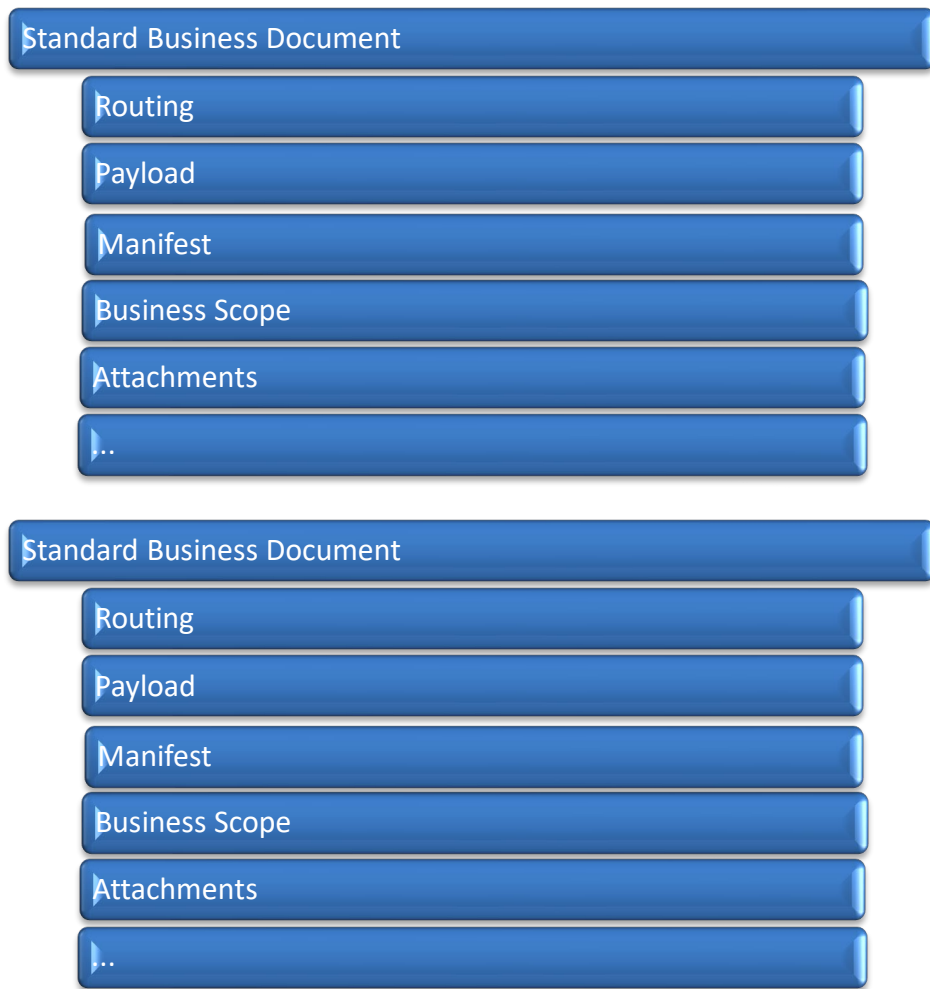 Standard Business Document
Routing
Payload
Manifest
Business Scope
Attachments
...
Standard Business Document
Routing
Payload
Manifest
Business Scope
Attachments
...